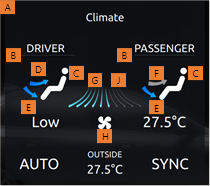 A
Climate
B DRIVER B PASSENGER
D C F C
E G J E
Low H 27.5°C
AUTO OUTSIDE SYNC
27.5°C